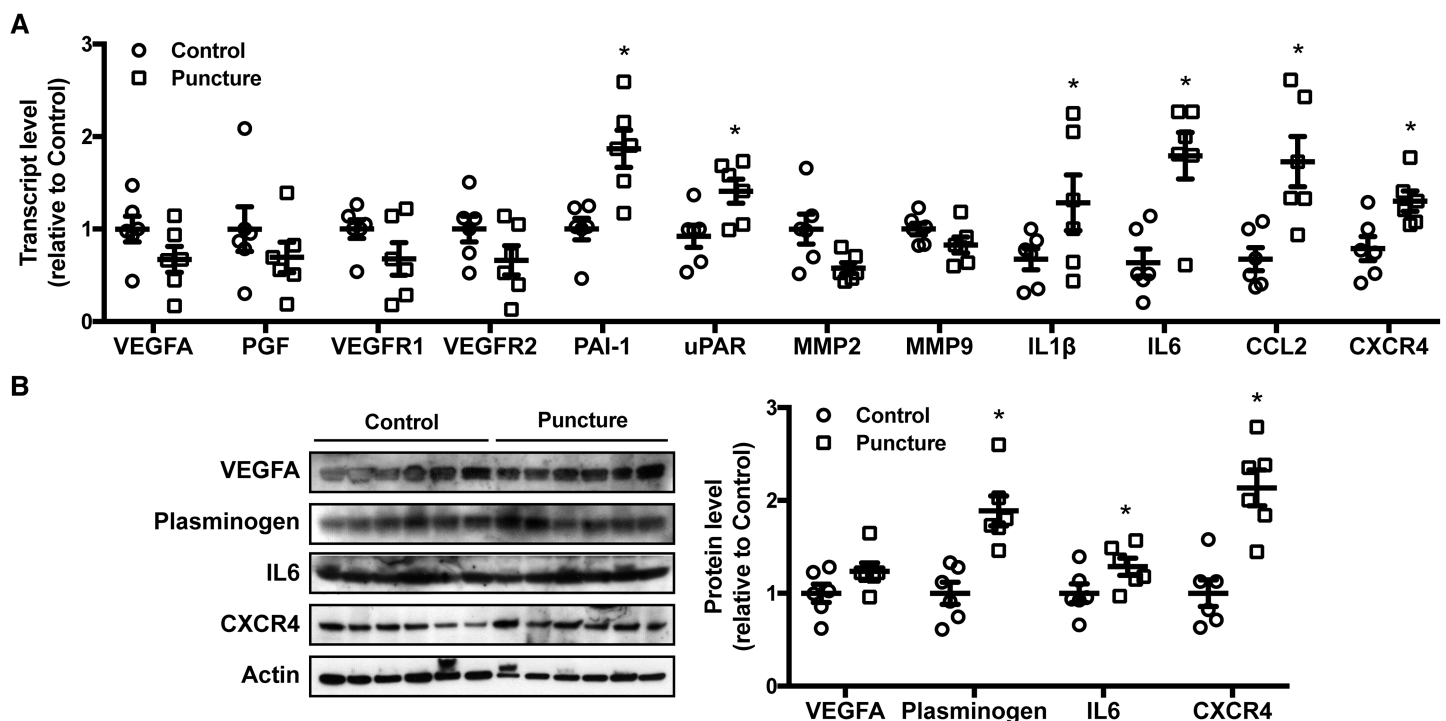 A
Transcript level
(relative to Control)
3
2
1
0
Control
Puncture
*
*
*
*
*
*
VEGFA PGF VEGFR1 VEGFR2 PAI-1 uPAR MMP2 MMP9 IL1β IL6 CCL2 CXCR4
B
Control Puncture
VEGFA
Plasminogen
IL6
CXCR4
Actin
Protein level
(relative to Control)
3
2
1
0
Control
Puncture
*
*
*
VEGFA Plasminogen IL6 CXCR4